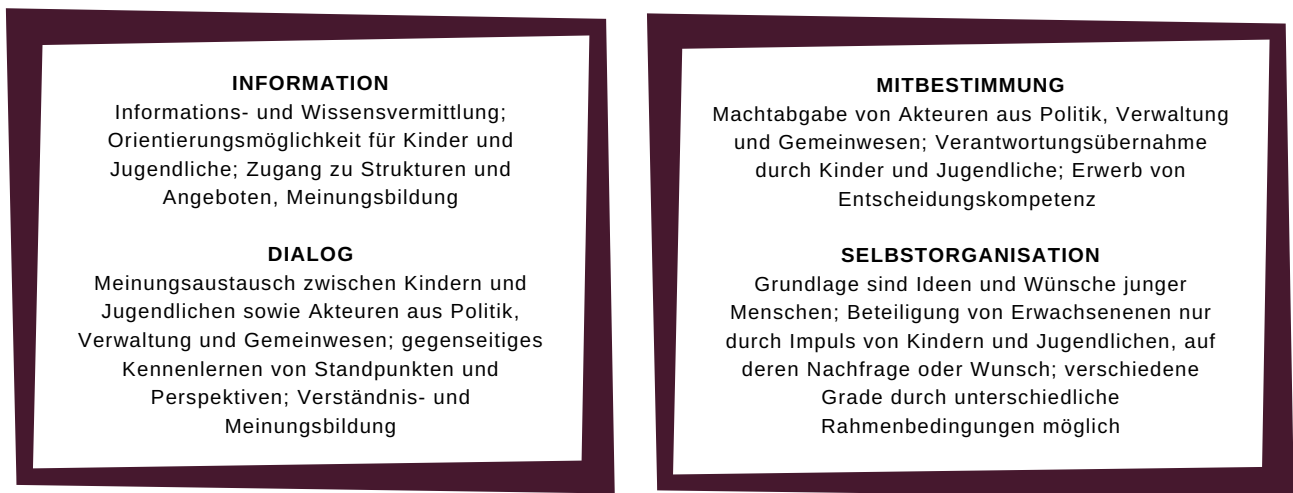 INFORMATION
Informations- und Wissensvermittlung;
Orientierungsmöglichkeit für Kinder und
Jugendliche; Zugang zu Strukturen und
Angeboten, Meinungsbildung
DIALOG
Meinungsaustausch zwischen Kindern und
Jugendlichen sowie Akteuren aus Politik,
Verwaltung und Gemeinwesen; gegenseitiges
Kennenlernen von Standpunkten und
Perspektiven; Verständnis- und
Meinungsbildung
MITBESTIMMUNG
Machtabgabe von Akteuren aus Politik, Verwaltung
und Gemeinwesen; Verantwortungsübernahme
durch Kinder und Jugendliche; Erwerb von
Entscheidungskompetenz
SELBSTORGANISATION
Grundlage sind Ideen und Wünsche junger
Menschen; Beteiligung von Erwachsenenen nur
durch Impuls von Kindern und Jugendlichen, auf
deren Nachfrage oder Wunsch; verschiedene
Grade durch unterschiedliche
Rahmenbedingungen möglich